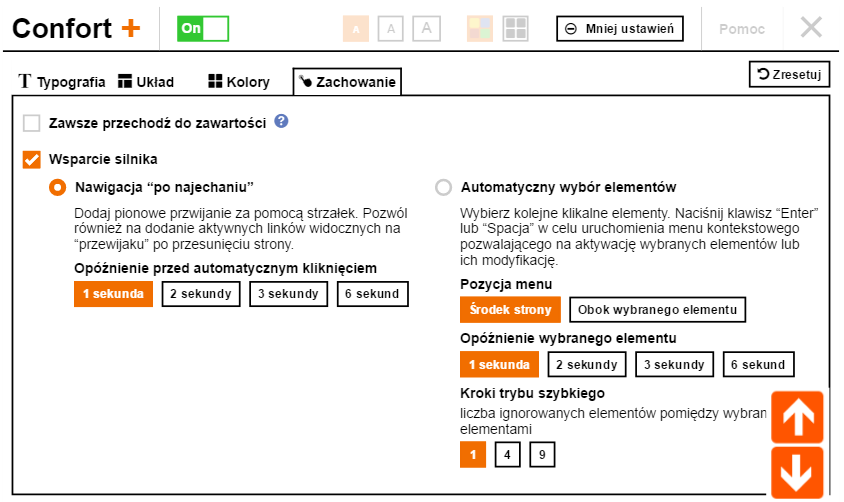 Confort +
On
A
A
A
Mniej ustawień
Pomoc
Typografia
Układ
Kolory
Zachowanie
Zresetuj
Zawsze przechodź do zawartości
?
Wsparcie silnika
Nawigacja “po najechaniu”
Dodaj pionowe przwijanie za pomocą strzałek. Pozwól
również na dodanie aktywnych linków widocznych na
“przewijaku” po przesunięciu strony.
Opóźnienie przed automatycznym kliknięciem
1 sekunda
2 sekundy
3 sekundy
6 sekund
Automatyczny wybór elementów
Wybierz kolejne klikalne elementy. Naciśnij klawisz “Enter”
lub “Spacja” w celu uruchomienia menu kontekstowego
pozwalającego na aktywację wybranych elementów lub
ich modyfikację.
Pozycja menu
Środek strony
Obok wybranego elementu
Opóźnienie wybranego elementu
1 sekunda
2 sekundy
3 sekundy
6 sekund
Kroki trybu szybkiego
liczba ignorowanych elementów pomiędzy
elementami
1
4
9